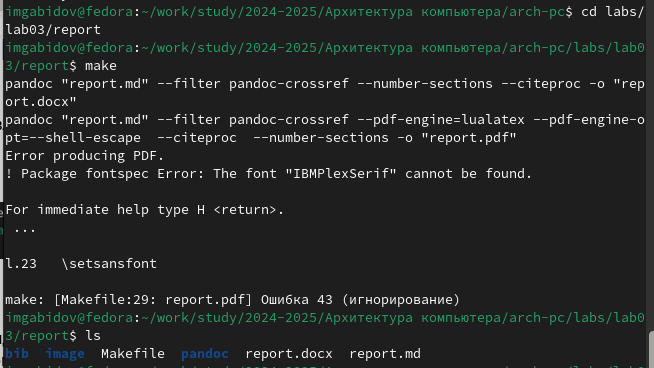 imgabidov@fedora:~/work/study/2024-2025/Архитектура компьютера/arch-pc$ cd labs/
lab03/report
imgabidov@fedora:~/work/study/2024-2025/Архитектура компьютера/arch-pc/labs/lab0
3/report$ make
pandoc "report.md" --filter pandoc-crossref --number-sections --citeproc -o "rep
ort.docx"
pandoc "report.md" --filter pandoc-crossref --pdf-engine=lualatex --pdf-engine-o
pt=--shell-escape  --citeproc  --number-sections -o "report.pdf"
Error producing PDF.
! Package fontspec Error: The font "IBMPlexSerif" cannot be found.
For immediate help type H <return>.
 ...
l.23   \setsansfont
make: [Makefile:29: report.pdf] Ошибка 43 (игнорирование)
imgabidov@fedora:~/work/study/2024-2025/Архитектура компьютера/arch-pc/labs/lab0
3/report$ ls
bib  image  Makefile  pandoc  report.docx  report.md